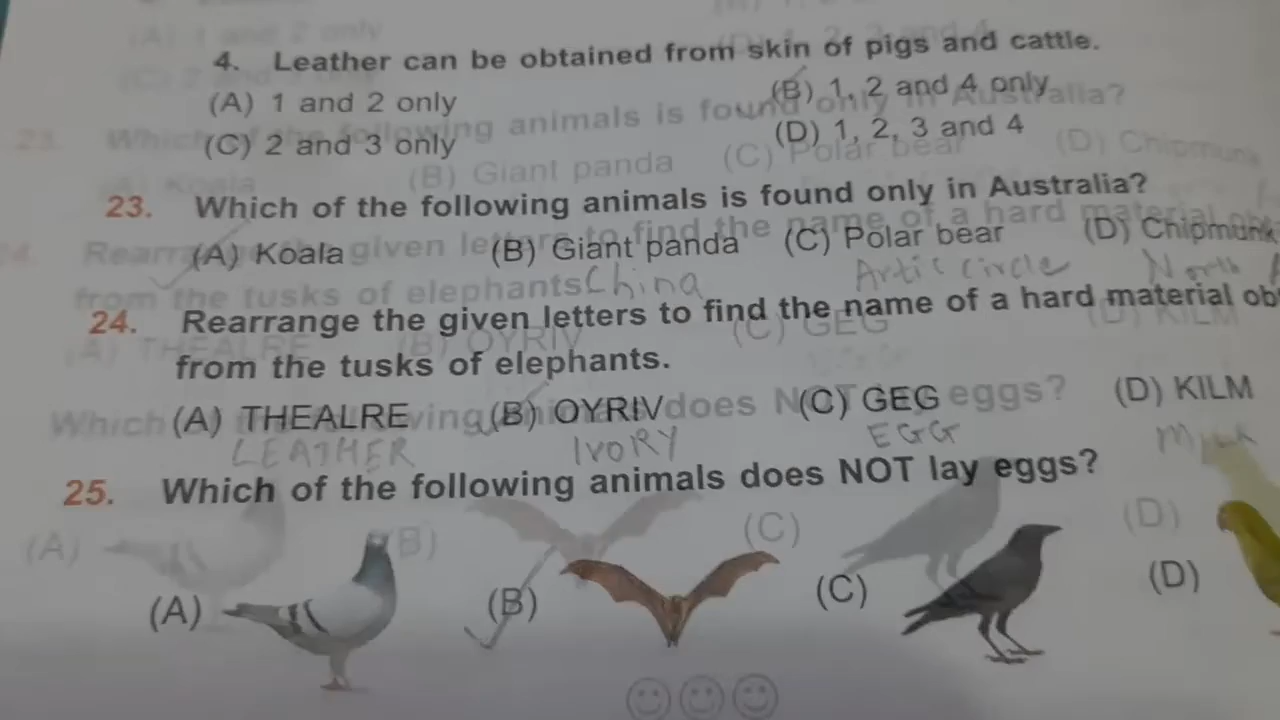 4. Leather can be obtained from skin of pigs and cattle.
(A) 1 and 2 only (B) 1, 2 and 4 only
(C) 2 and 3 only (D) 1, 2, 3 and 4
23. Which of the following animals is found only in Australia?
(A) Koala (B) Giant panda (C) Polar bear (D) Chipmunk
China Artic Circle North
24. Rearrange the given letters to find the name of a hard material
from the tusks of elephants.
(A) THEALRE (B) OYRIV (C) GEG (D) KILM
LEATHER IVORY EGG MILK
25. Which of the following animals does NOT lay eggs?
(A) (B) (C) (D)